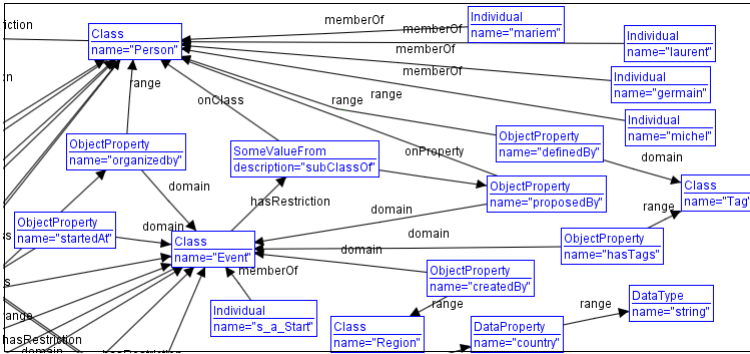 riction
Class
name="Person"
memberOf
Individual
name="mariem"
memberOf
Individual
name="laurent"
memberOf
memberOf
Individual
name="germain"
range
onClass
range
range
Individual
name="michel"
ObjectProperty
name="organizedby"
SomeValueFrom
description="subClassOf"
onProperty
ObjectProperty
name="definedBy"
domain
domain
hasRestriction
ObjectProperty
name="proposedBy"
Class
name="Tag"
range
ObjectProperty
name="startedAt"
domain
domain
domain
Class
name="Event"
domain
ObjectProperty
name="hasTags"
memberOf
ObjectProperty
name="createdBy"
range
Individual
name="s_a_Start"
range
Class
name="Region"
DataProperty
name="country"
range
DataType
name="string"
hasRestriction
domain
hasRestriction